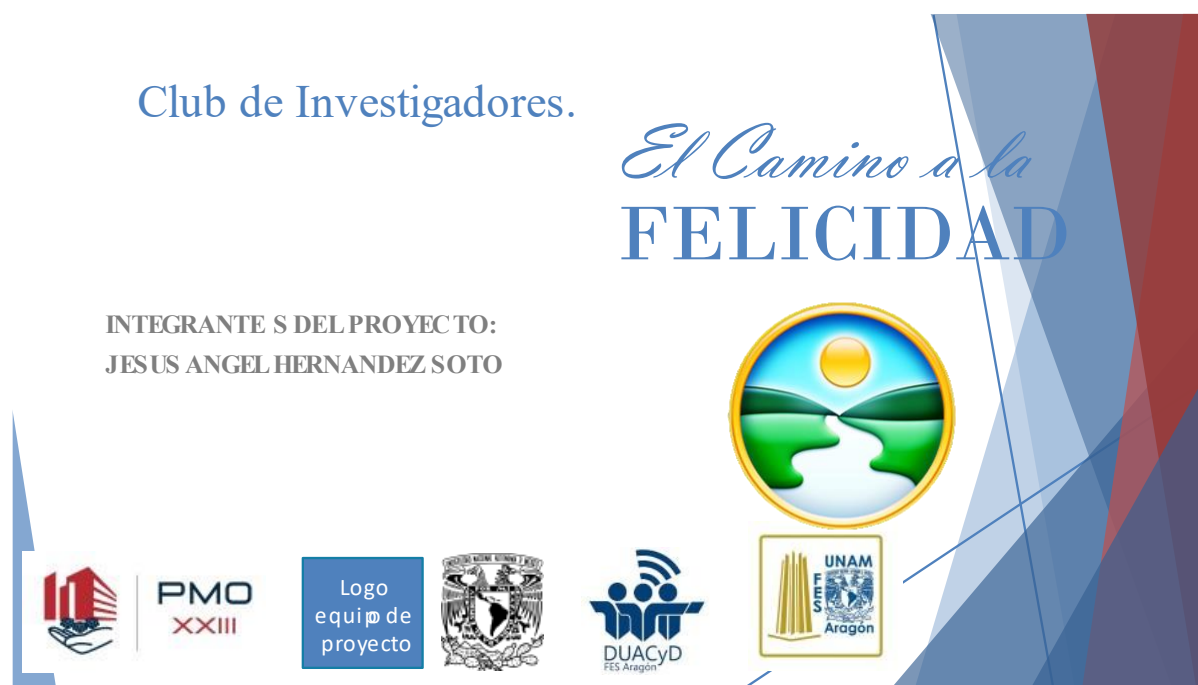 Club de Investigadores.
El Camino a la
FELICIDAD
INTEGRANTE S DEL PROYECTO:
JESUS ANGEL HERNANDEZ SOTO
PMO
XXIII
Logo
equipo de
proyecto
DUACyD
FES Aragón
UNAM
FES
Aragón